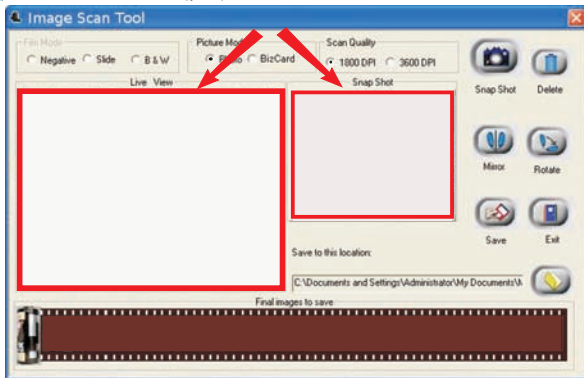 Image Scan Tool
Film Mode
Negative Slide B & W
Picture Mode
Photo BizCard
Scan Quality
1800 DPI 3600 DPI
Live View
Snap Shot
Snap Shot Delete
Mirror Rotate
Save Exit
Save to this location:
C:\Documents and Settings\Administrator\My Documents\
Final images to save